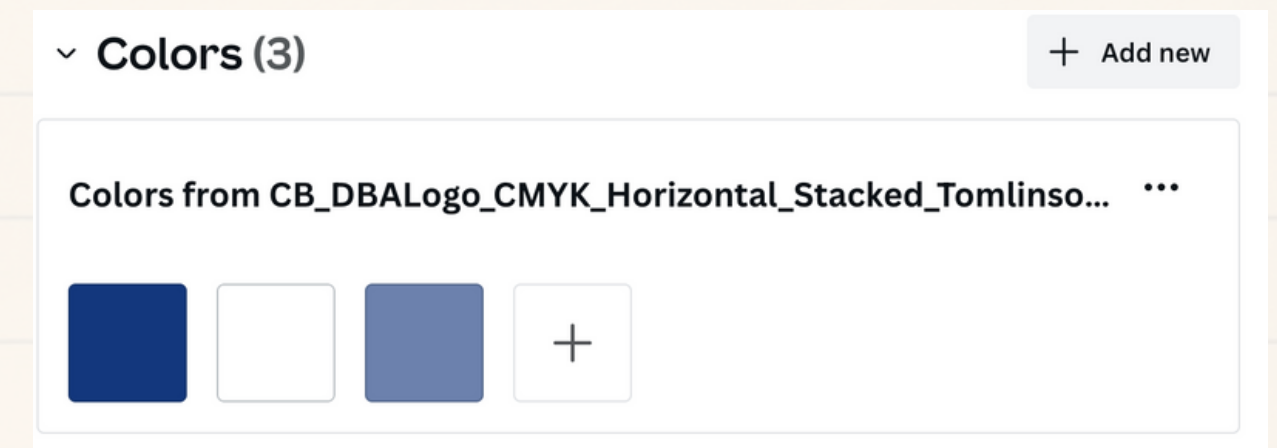 Colors (3)
+ Add new
Colors from CB_DBALogo_CMYK_Horizontal_Stacked_Tomlinso...